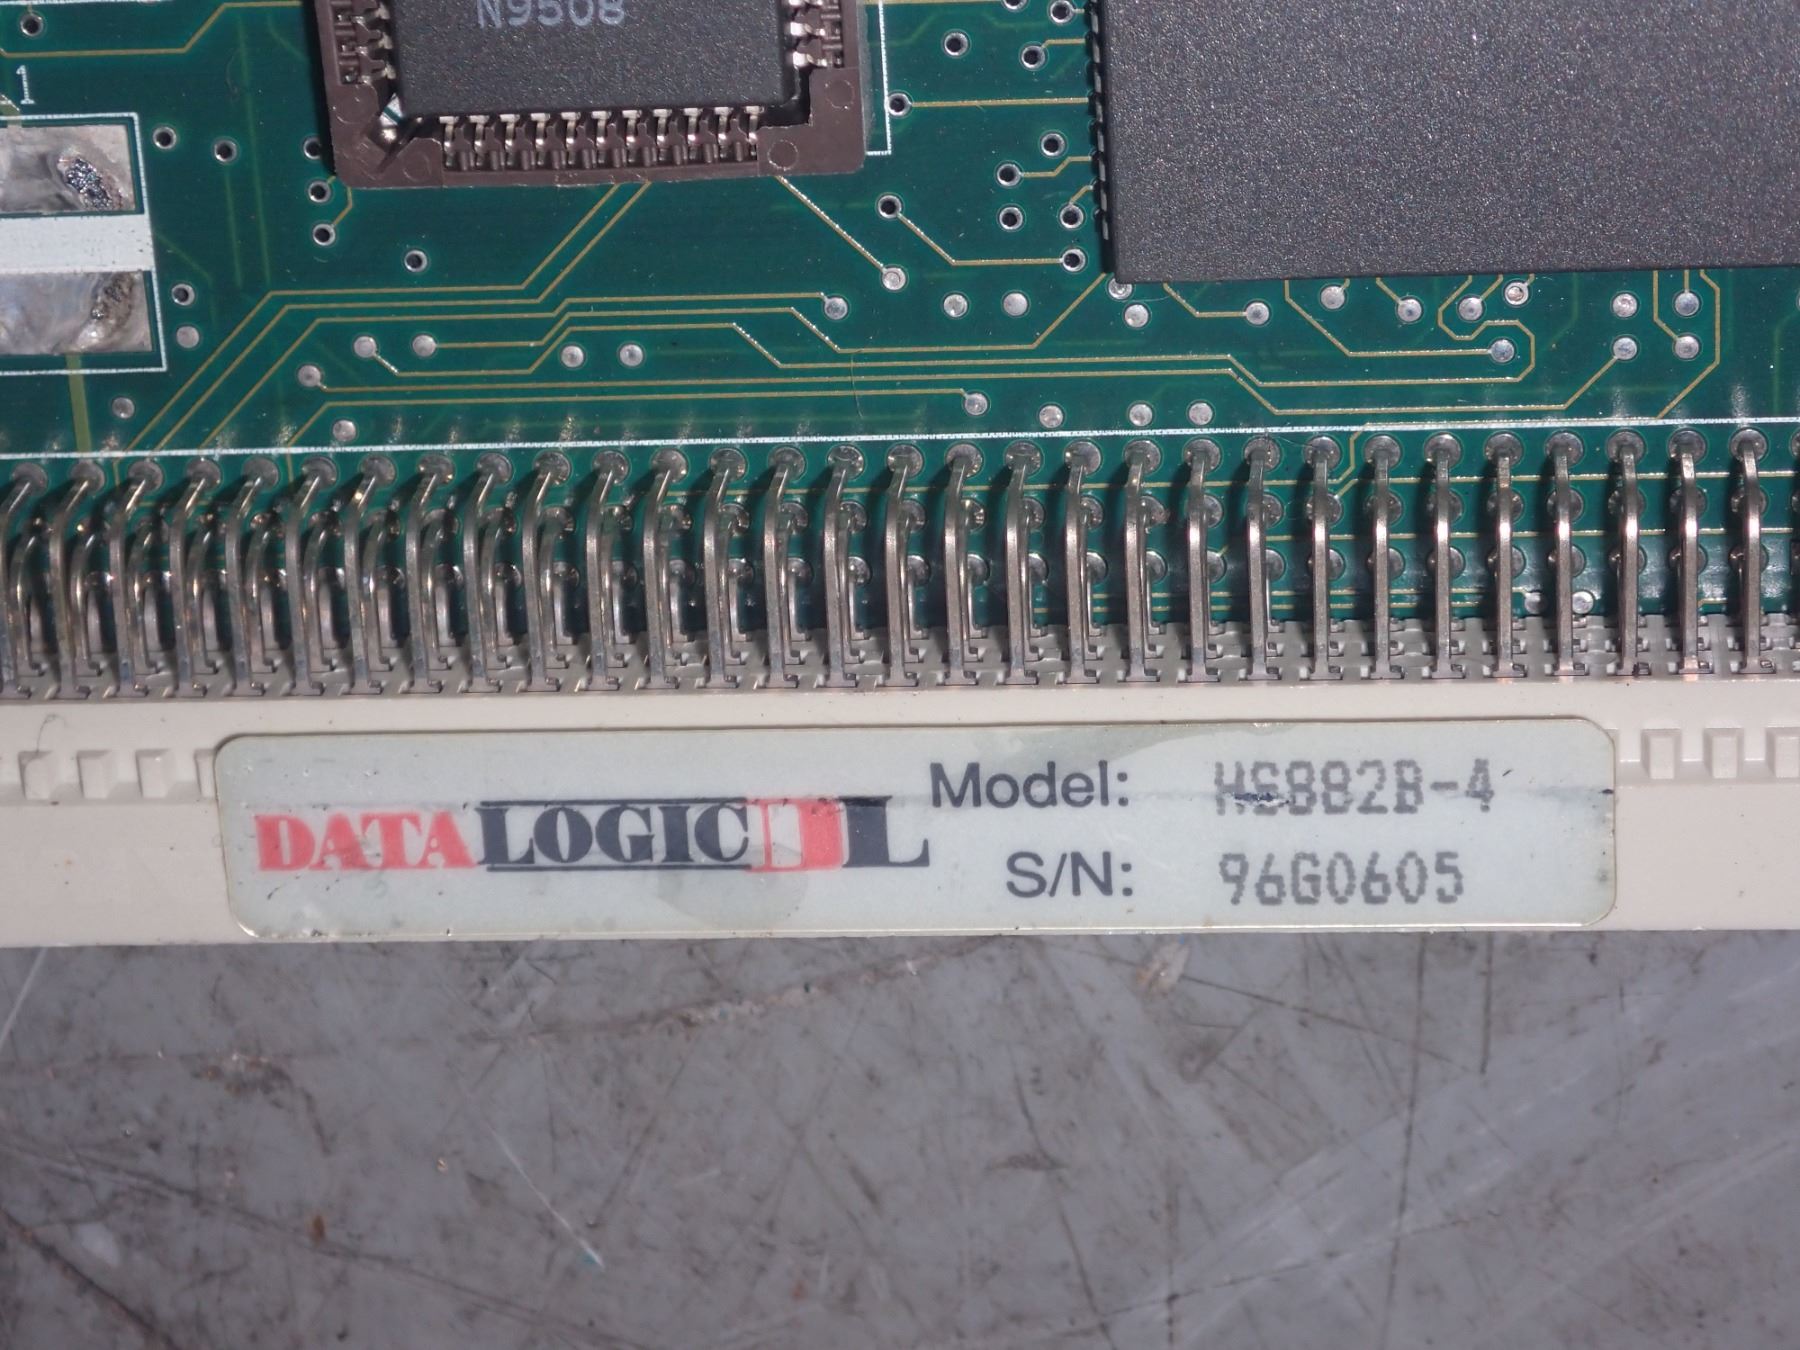 N9508
1
DATALOGIC DL
Model: HS882B-4
S/N: 96G0605